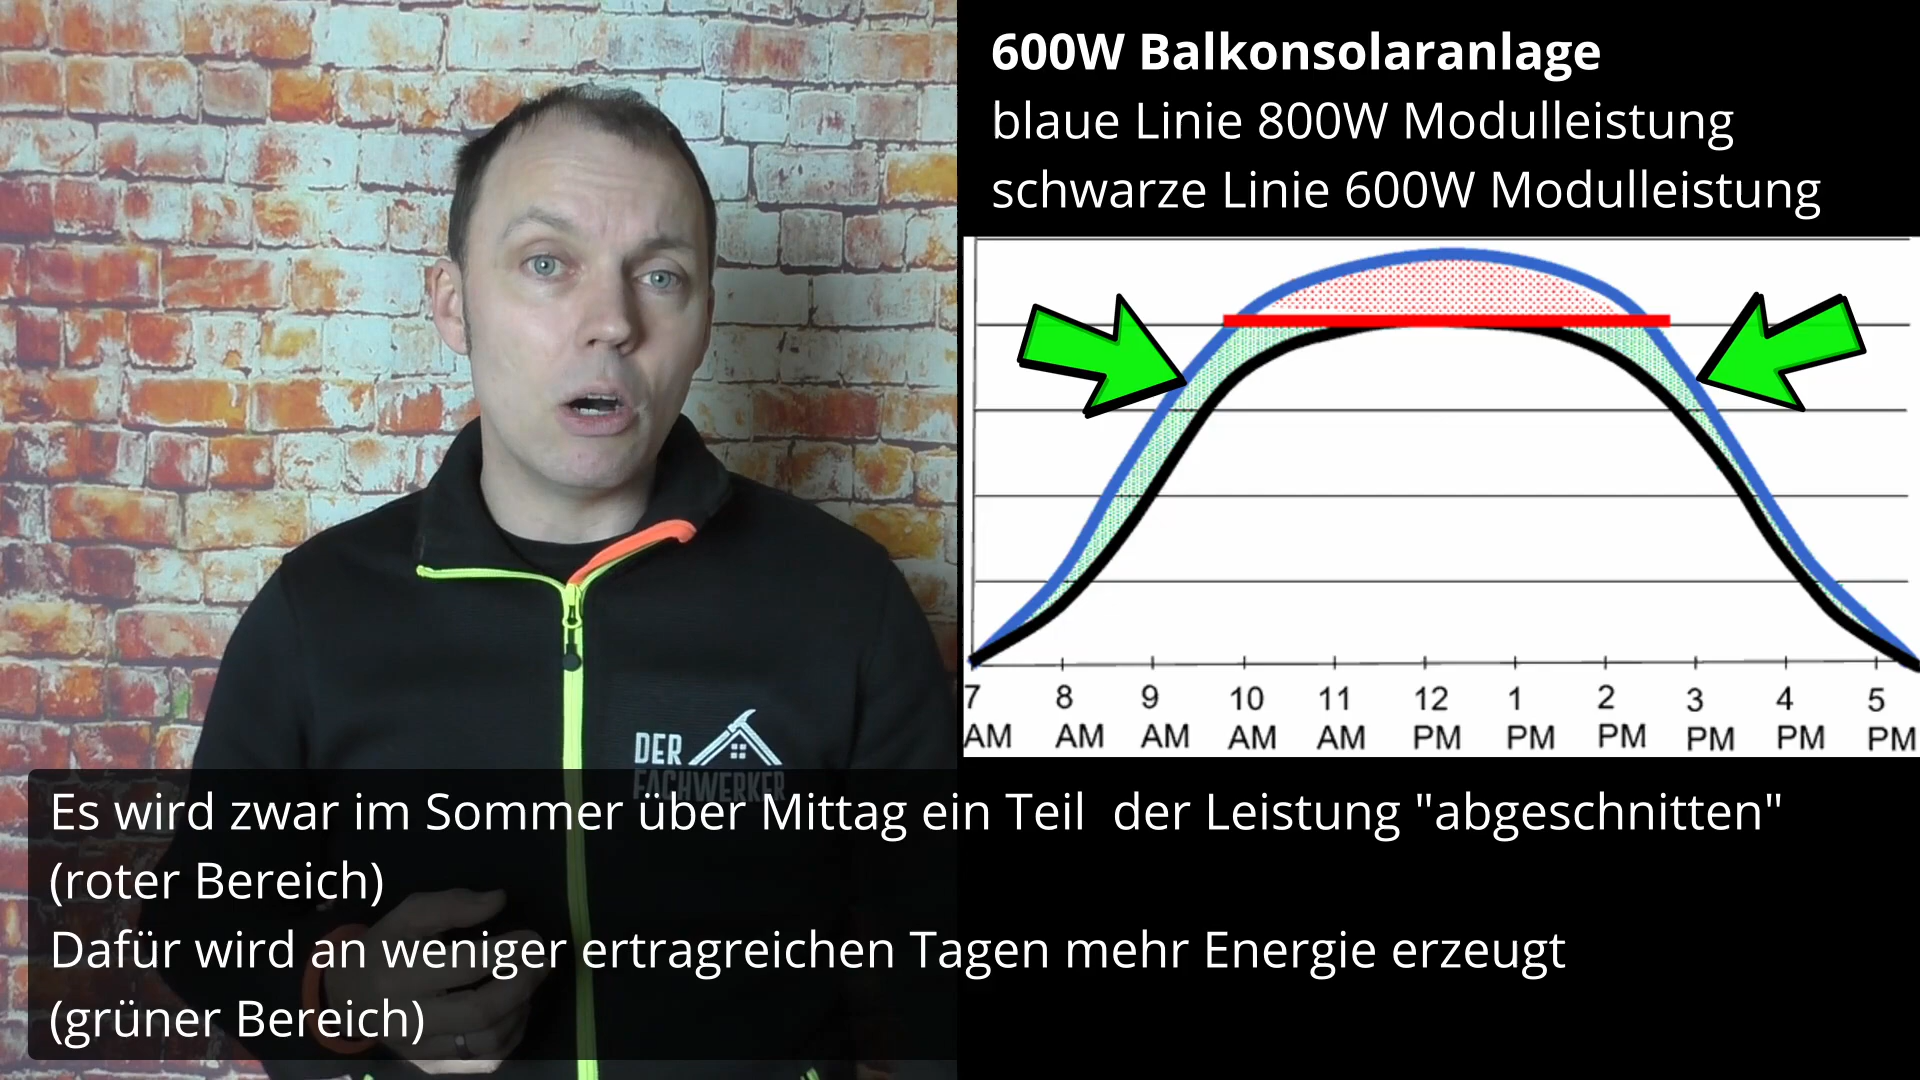 600W Balkonsolaranlage
blaue Linie 800W Modulleistung
schwarze Linie 600W Modulleistung
7 8 9 10 11 12 1 2 3 4 5
AM AM AM AM AM PM PM PM PM PM PM
DER
FACHWERKER
Es wird zwar im Sommer über Mittag ein Teil der Leistung "abgeschnitten"
(roter Bereich)
Dafür wird an weniger ertragreichen Tagen mehr Energie erzeugt
(grüner Bereich)